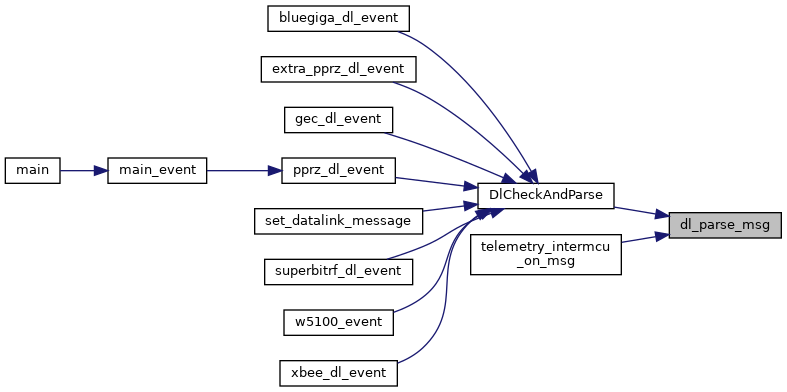 bluegiga_dl_event
extra_pprz_dl_event
gec_dl_event
main
main_event
pprz_dl_event
DlCheckAndParse
set_datalink_message
dl_parse_msg
telemetry_intermcu
_on_msg
superbitrf_dl_event
w5100_event
xbee_dl_event